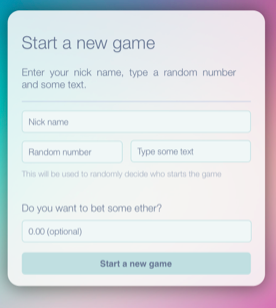 Start a new game
Enter your nick name, type a random number
and some text.
Nick name
Random number
Type some text
This will be used to randomly decide who starts the game
Do you want to bet some ether?
0.00 (optional)
Start a new game